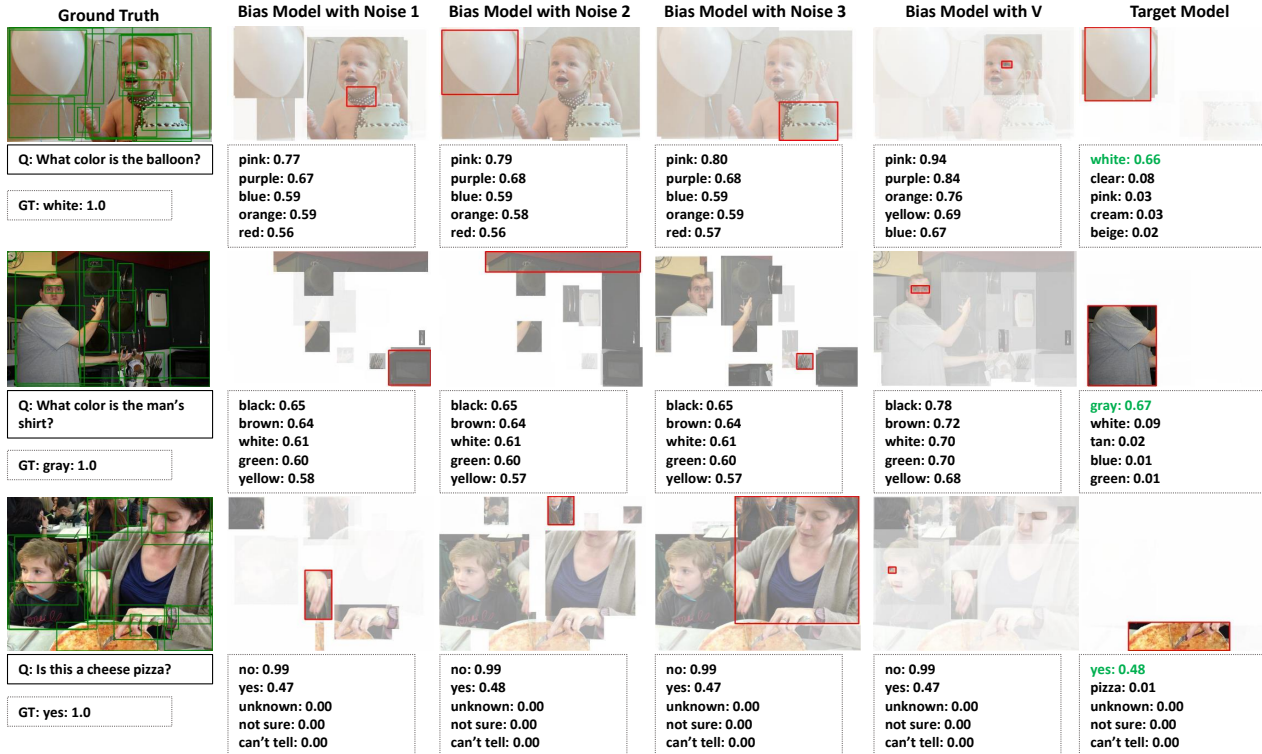 Ground Truth
Bias Model with Noise 1
Bias Model with Noise 2
Bias Model with Noise 3
Bias Model with V
Target Model
Q: What color is the balloon?
GT: white: 1.0
pink: 0.77
purple: 0.67
blue: 0.59
orange: 0.59
red: 0.56
pink: 0.79
purple: 0.68
blue: 0.59
orange: 0.58
red: 0.56
pink: 0.80
purple: 0.68
blue: 0.59
orange: 0.59
red: 0.57
pink: 0.94
purple: 0.84
orange: 0.76
yellow: 0.69
blue: 0.67
white: 0.66
clear: 0.08
pink: 0.03
cream: 0.03
beige: 0.02
Q: What color is the man's
shirt?
GT: gray: 1.0
black: 0.65
brown: 0.64
white: 0.61
green: 0.60
yellow: 0.58
black: 0.65
brown: 0.64
white: 0.61
green: 0.60
yellow: 0.57
black: 0.65
brown: 0.64
white: 0.61
green: 0.60
yellow: 0.57
black: 0.78
brown: 0.72
white: 0.70
green: 0.70
yellow: 0.68
gray: 0.67
white: 0.09
tan: 0.02
blue: 0.01
green: 0.01
Q: Is this a cheese pizza?
GT: yes: 1.0
no: 0.99
yes: 0.47
unknown: 0.00
not sure: 0.00
can't tell: 0.00
no: 0.99
yes: 0.48
unknown: 0.00
not sure: 0.00
can't tell: 0.00
no: 0.99
yes: 0.47
unknown: 0.00
not sure: 0.00
can't tell: 0.00
no: 0.99
yes: 0.47
unknown: 0.00
not sure: 0.00
can't tell: 0.00
yes: 0.48
pizza: 0.01
unknown: 0.00
not sure: 0.00
can't tell: 0.00